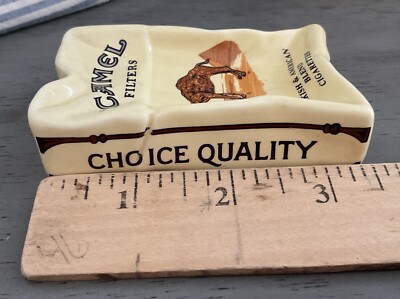 CAMEL
FILTERS
TURKISH & AMERICAN
BLEND
CIGARETTES
CHOICE QUALITY
1 2 3